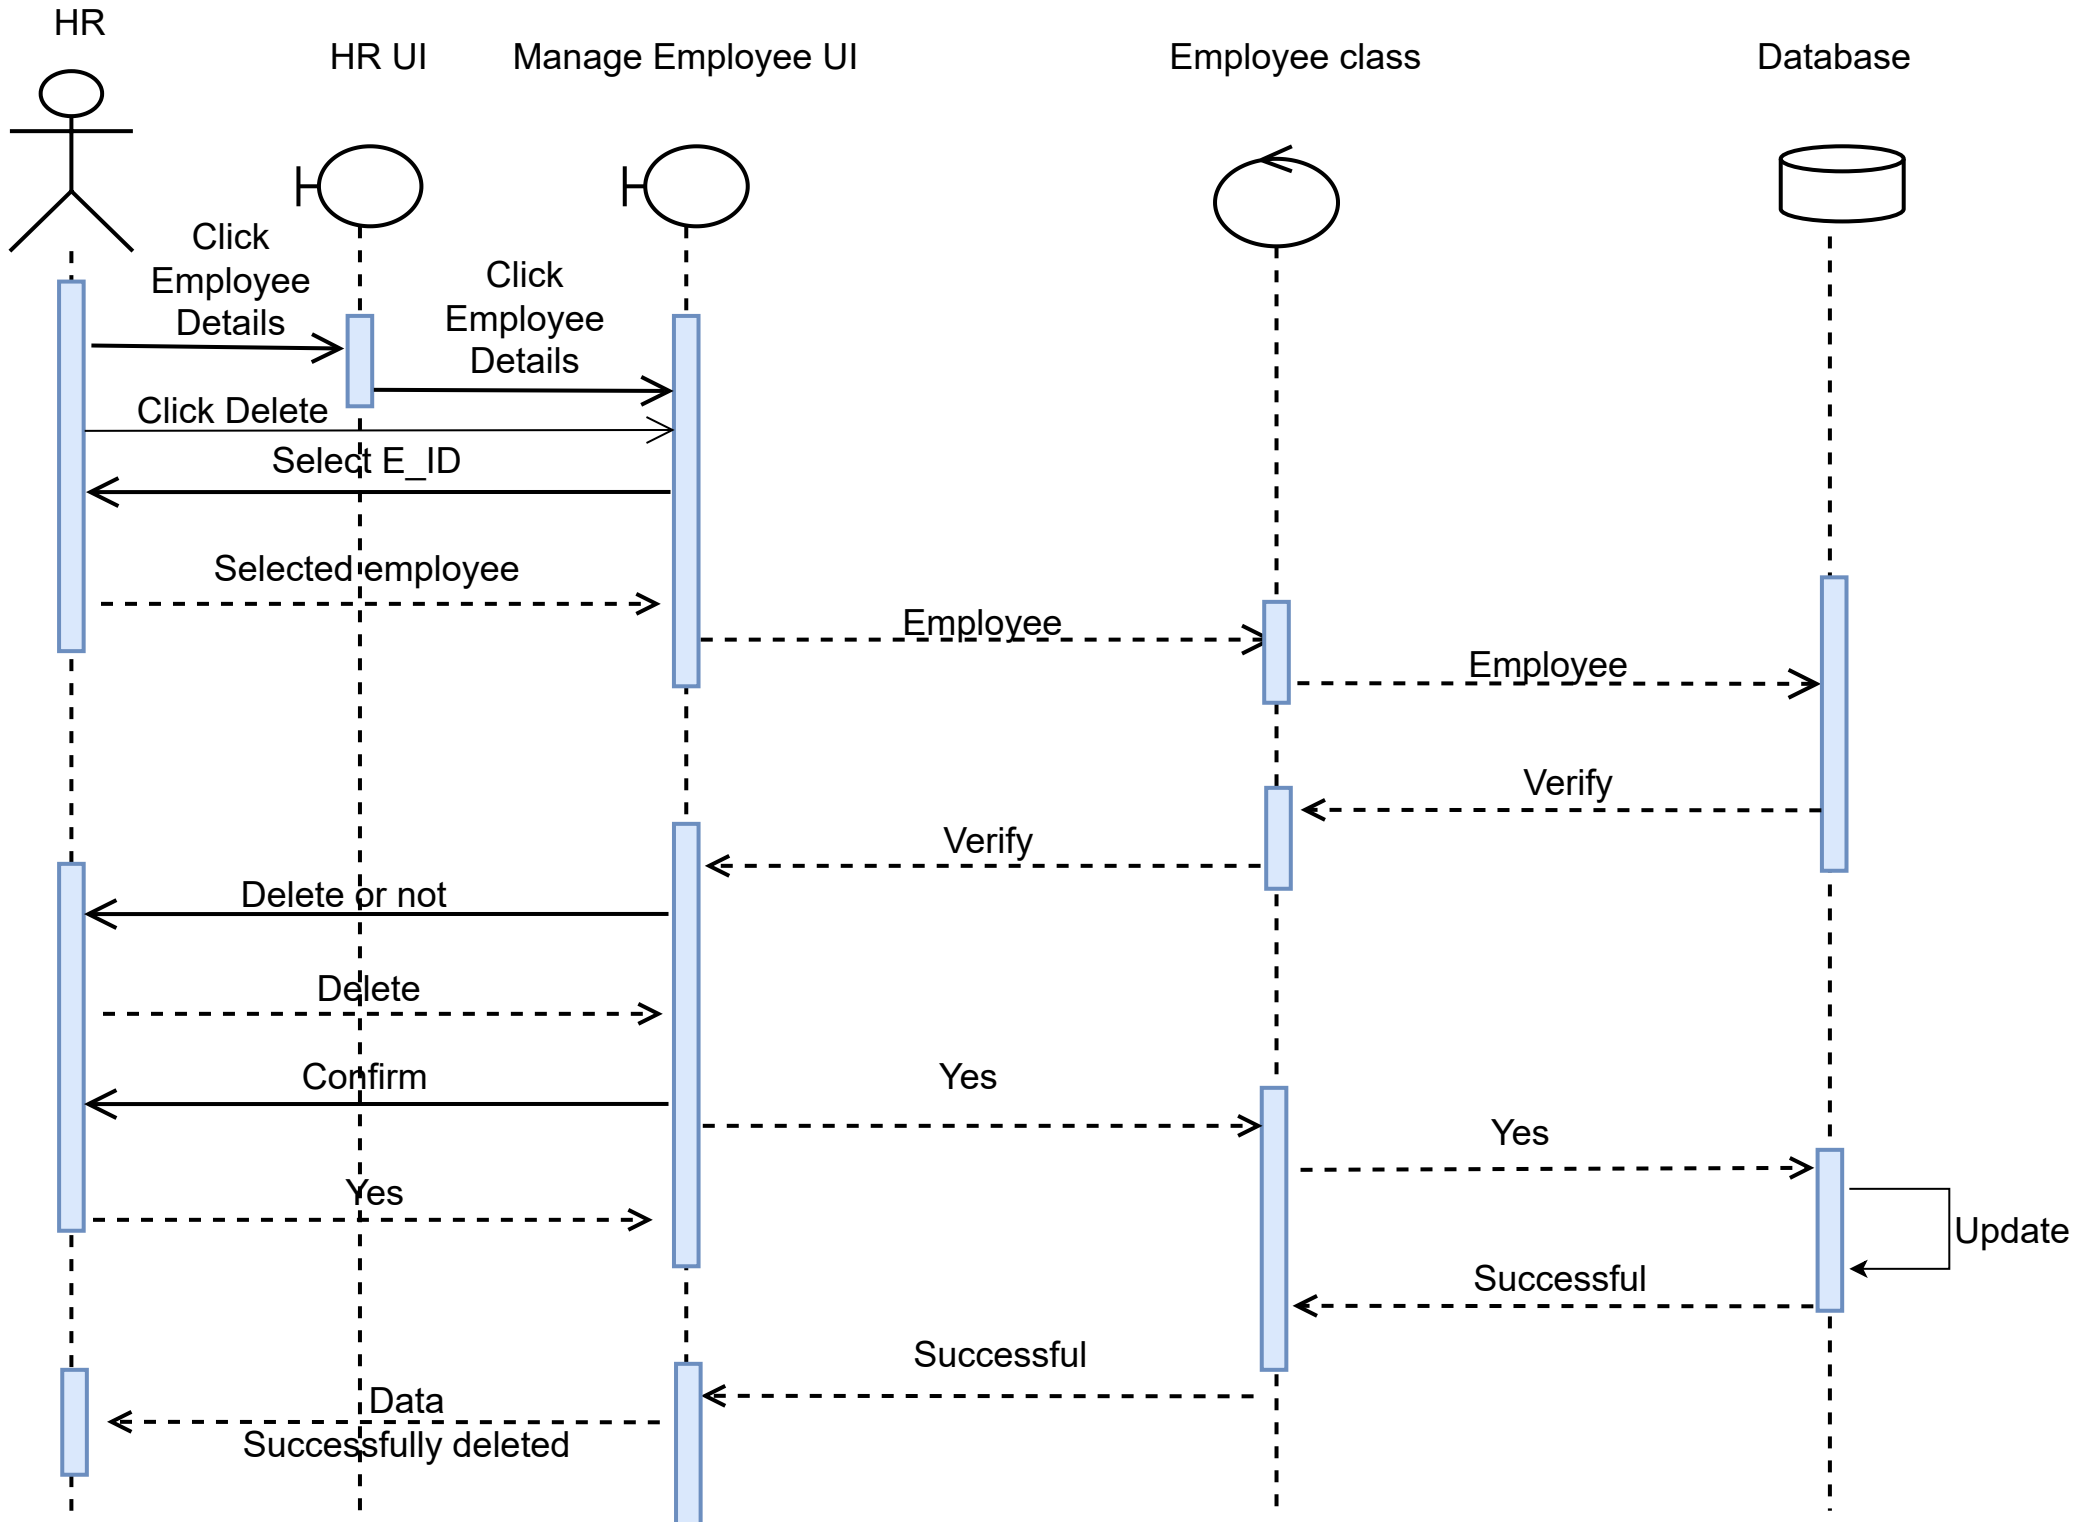 HR
HR UI
Manage Employee UI
Employee class
Database
Click
Employee
Details
Click
Employee
Details
Click Delete
Select E_ID
Selected employee
Employee
Employee
Verify
Verify
Delete or not
Delete
Confirm
Yes
Yes
Yes
Update
Successful
Successful
Data
Successfully deleted